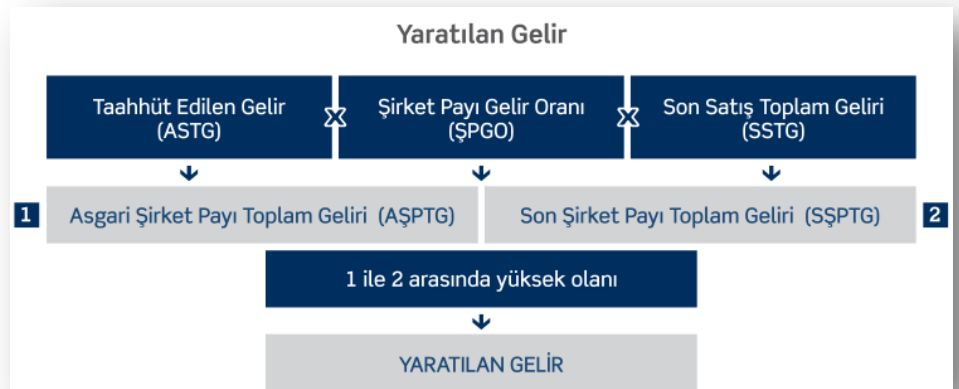 Yaratılan Gelir
Taahhüt Edilen Gelir
(ASTG)
Şirket Payı Gelir Oranı
(ŞPGO)
Son Satış Toplam Geliri
(SSTG)
1
Asgari Şirket Payı Toplam Geliri (AŞPTG)
Son Şirket Payı Toplam Geliri (SŞPTG)
2
1 ile 2 arasında yüksek olanı
YARATILAN GELİR